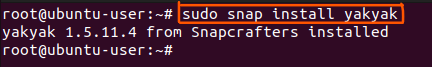 root@ubuntu-user:~# sudo snap install yakyak
yakyak 1.5.11.4 from Snapcrafters installed
root@ubuntu-user:~#